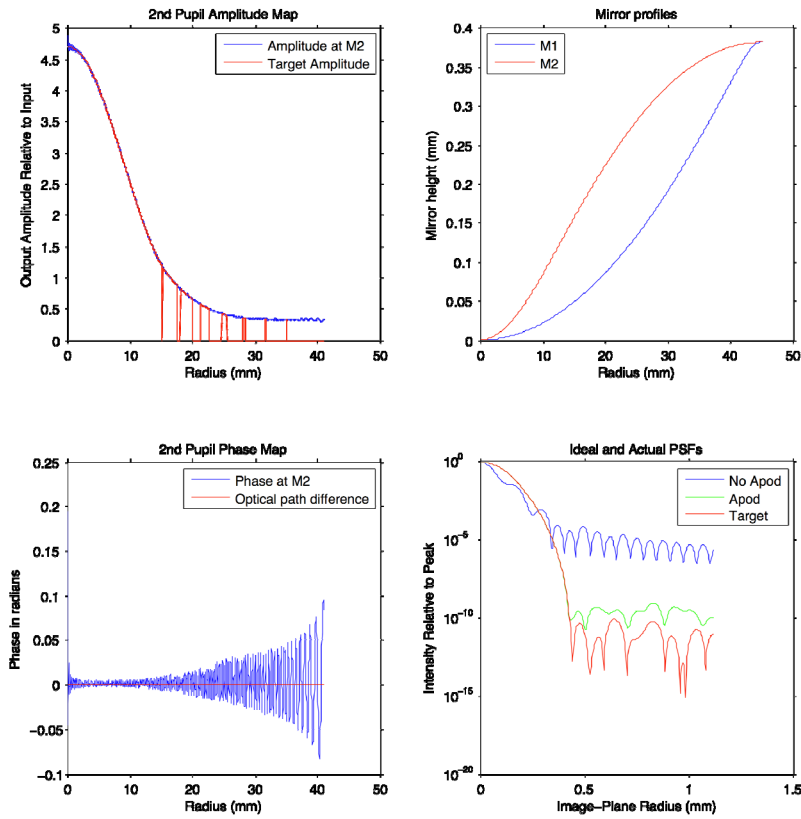 2nd Pupil Amplitude Map
Output Amplitude Relative to Input
5
4.5
4
3.5
3
2.5
2
1.5
1
0.5
0
Amplitude at M2
Target Amplitude
0 10 20 30 40 50
Radius (mm)
Mirror profiles
Mirror height (mm)
0.4
0.35
0.3
0.25
0.2
0.15
0.1
0.05
0
M1
M2
0 10 20 30 40 50
Radius (mm)
2nd Pupil Phase Map
Phase in radians
0.25
0.2
0.15
0.1
0.05
0
−0.05
−0.1
Phase at M2
Optical path difference
0 10 20 30 40 50
Radius (mm)
Ideal and Actual PSFs
Intensity Relative to Peak
10^0
10^−5
10^−10
10^−15
10^−20
No Apod
Apod
Target
0 0.5 1 1.5
Image−Plane Radius (mm)